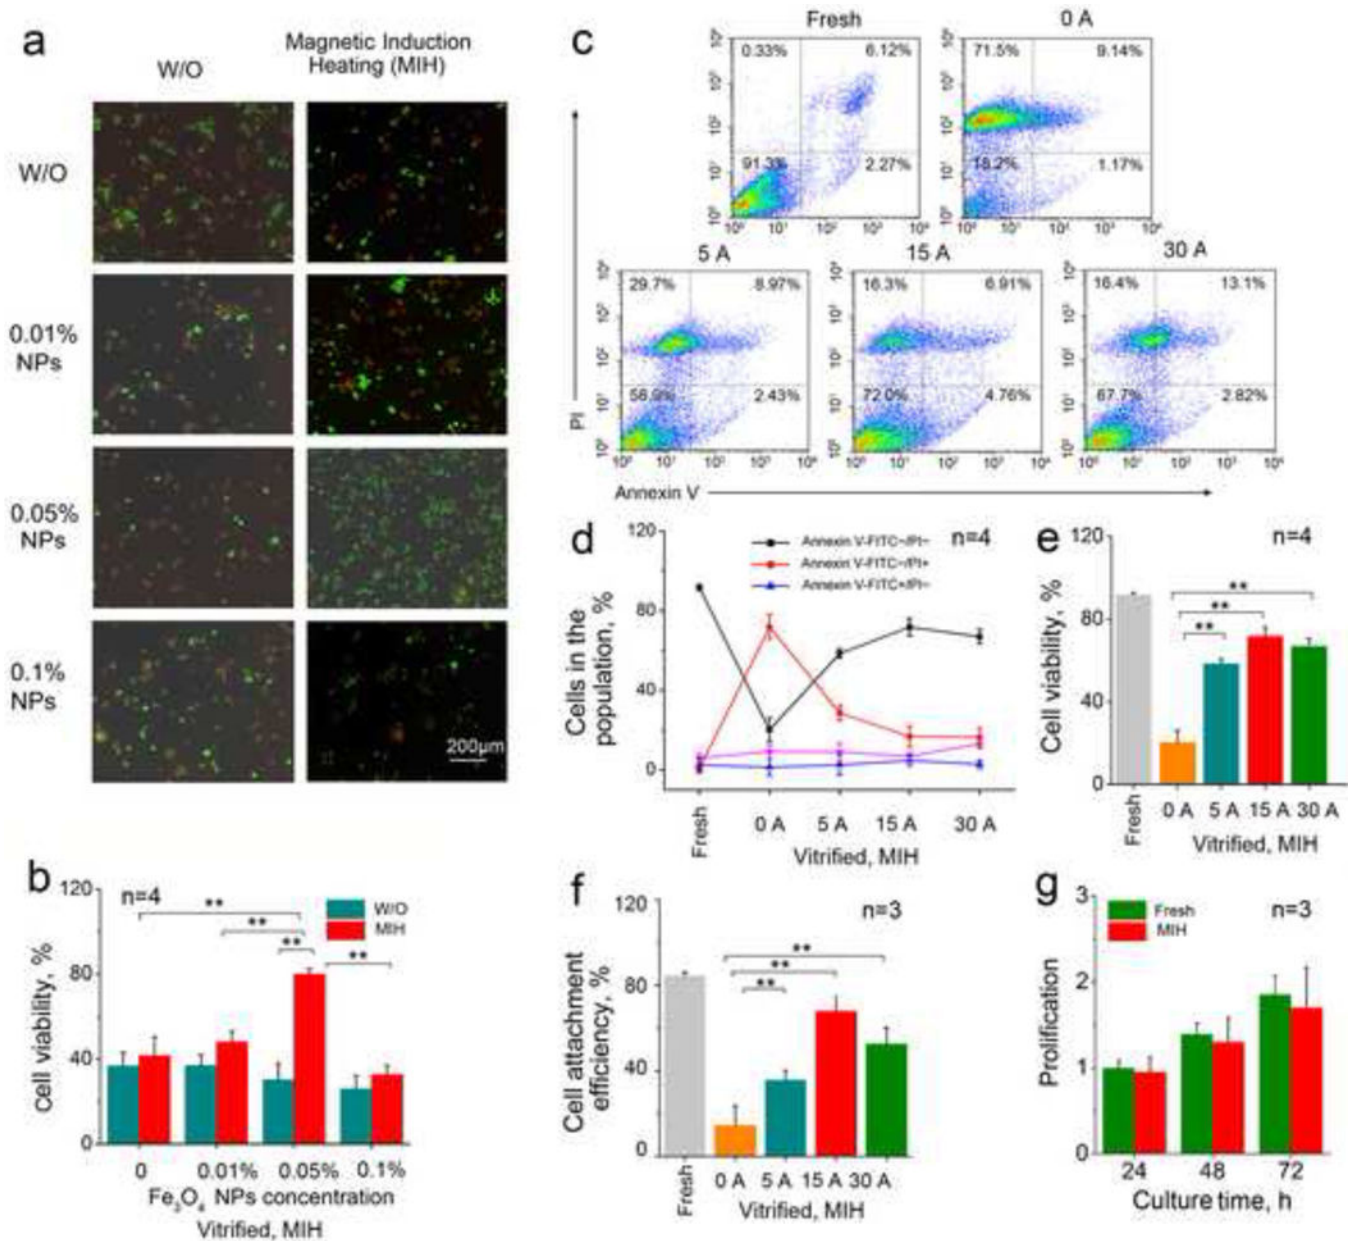 a
W/O
Magnetic Induction
Heating (MIH)
W/O
0.01%
NPs
0.05%
NPs
0.1%
NPs
200μm
b
n=4
W/O
MIH
**
**
**
**
Cell viability, %
120
80
40
0
0
0.01%
0.05%
0.1%
Fe₃O₄ NPs concentration
Vitrified, MIH
c
Fresh
0.33%
6.12%
91.3%
2.27%
0 A
71.5%
9.14%
18.2%
1.17%
5 A
29.7%
8.97%
2.43%
15 A
16.3%
6.91%
72.0%
4.76%
30 A
16.4%
13.1%
67.7%
2.82%
PI
Annexin V
d
n=4
Annexin V-FITC−/PI−
Annexin V-FITC−/PI+
Annexin V-FITC+/PI−
Cells in the
population, %
120
80
40
0
Fresh
0 A
5 A
15 A
30 A
Vitrified, MIH
e
n=4
**
**
**
Cell viability, %
120
80
40
0
Fresh
0 A
5 A
15 A
30 A
Vitrified, MIH
f
n=3
**
**
**
Cell attachment
efficiency, %
120
80
40
0
Fresh
0 A
5 A
15 A
30 A
Vitrified, MIH
g
Fresh
MIH
n=3
Prolification
3
2
1
0
24
48
72
Culture time, h